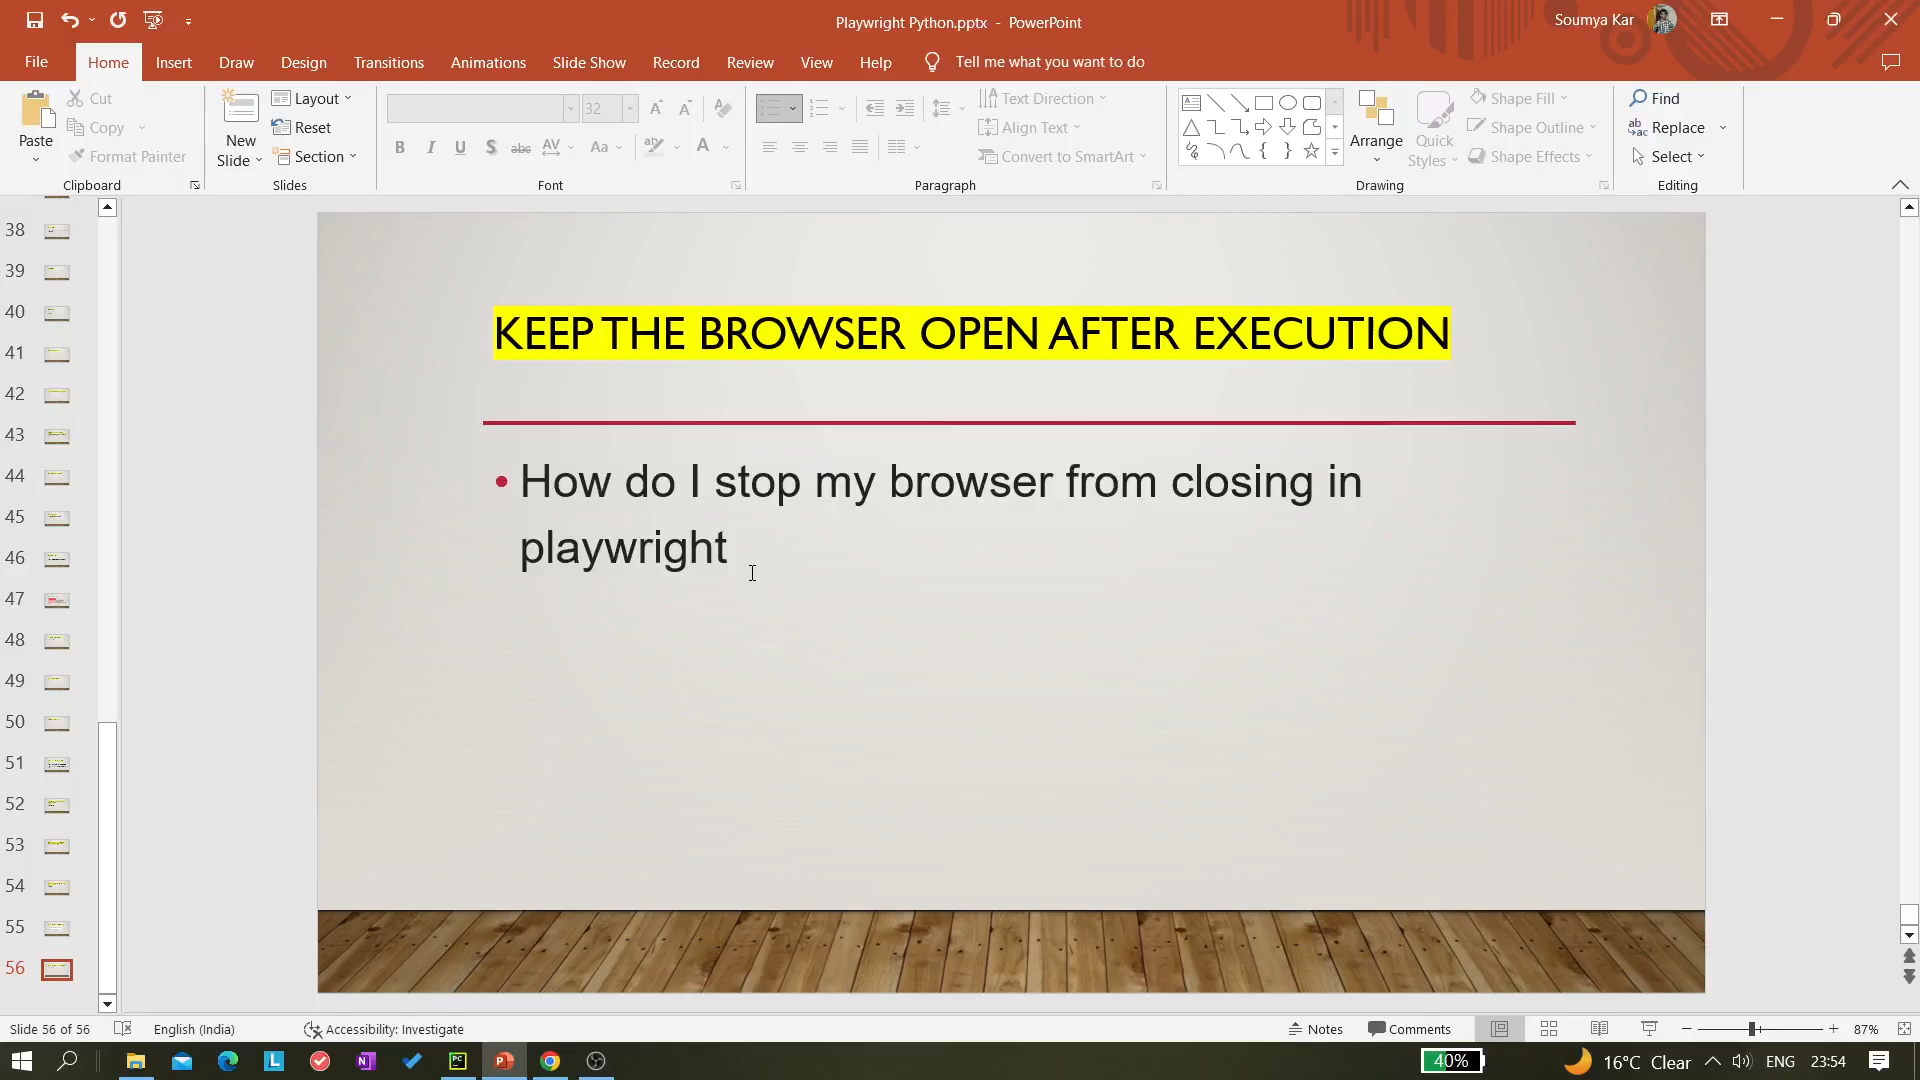 Playwright Python.pptx - PowerPoint
Soumya Kar
File Home Insert Draw Design Transitions Animations Slide Show Record Review View Help Tell me what you want to do
Paste
Cut
Copy
Format Painter
Clipboard
New
Slide
Layout
Reset
Section
Slides
32
B I U S abc AV Aa A
Font
Text Direction
Align Text
Convert to SmartArt
Paragraph
Arrange
Quick
Styles
Shape Fill
Shape Outline
Shape Effects
Drawing
Find
Replace
Select
Editing
38
39
40
41
42
43
44
45
46
47
48
49
50
51
52
53
54
55
56
KEEP THE BROWSER OPEN AFTER EXECUTION
• How do I stop my browser from closing in
playwright
Slide 56 of 56 English (India) Accessibility: Investigate Notes Comments 87%
40% 16°C Clear ENG 23:54